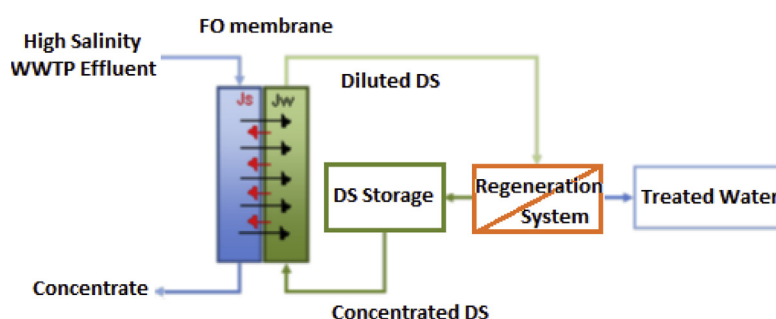 FO membrane
High Salinity
WWTP Effluent
Diluted DS
Js
Jw
DS Storage
Regeneration
System
Treated Water
Concentrate
Concentrated DS